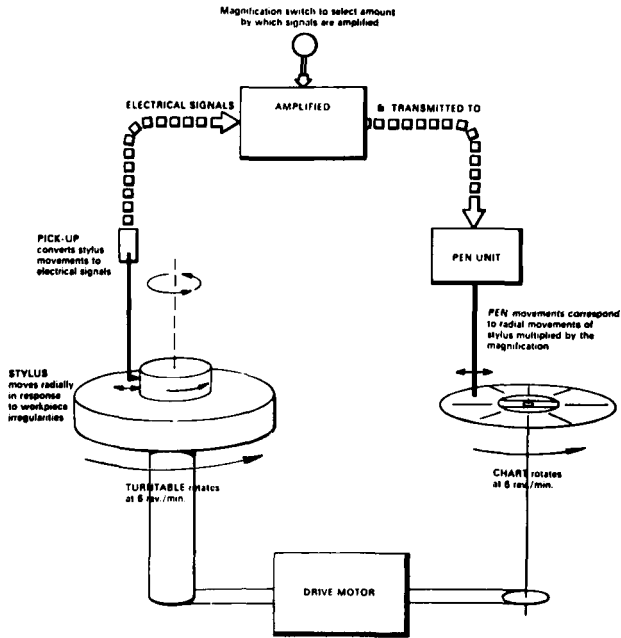 Magnification switch to select amount
by which signals are amplified
ELECTRICAL SIGNALS
AMPLIFIED
& TRANSMITTED TO
PICK-UP
converts stylus
movements to
electrical signals
PEN UNIT
PEN movements correspond
to radial movements of
stylus multiplied by the
magnification
STYLUS
moves radially
in response
to workpiece
irregularities
TURNTABLE rotates
at 6 rev./min.
CHART rotates
at 6 rev./min.
DRIVE MOTOR